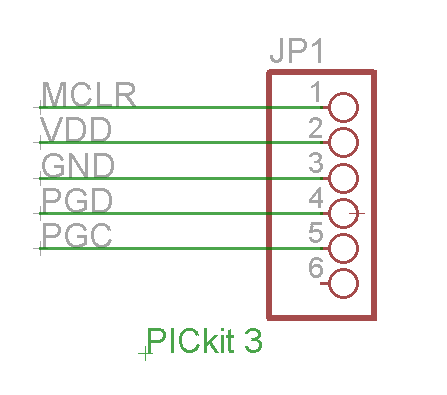 JP1
MCLR 1
VDD 2
GND 3
PGD 4
PGC 5
6
PICkit 3